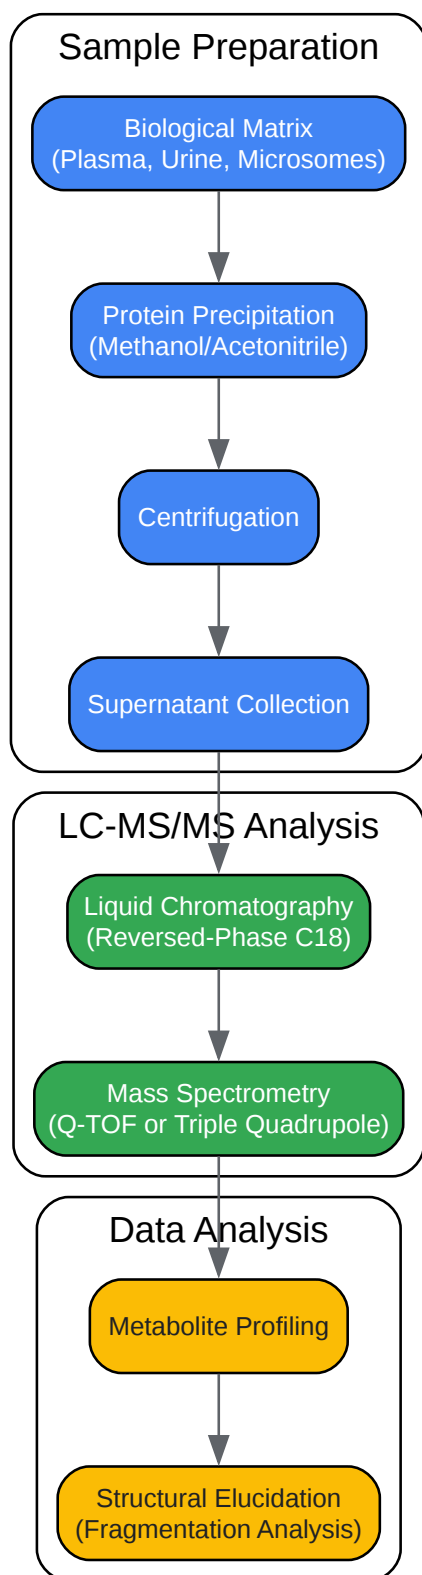 Sample Preparation
Biological Matrix
(Plasma, Urine, Microsomes)
Protein Precipitation
(Methanol/Acetonitrile)
Centrifugation
Supernatant Collection
LC-MS/MS Analysis
Liquid Chromatography
(Reversed-Phase C18)
Mass Spectrometry
(Q-TOF or Triple Quadrupole)
Data Analysis
Metabolite Profiling
Structural Elucidation
(Fragmentation Analysis)